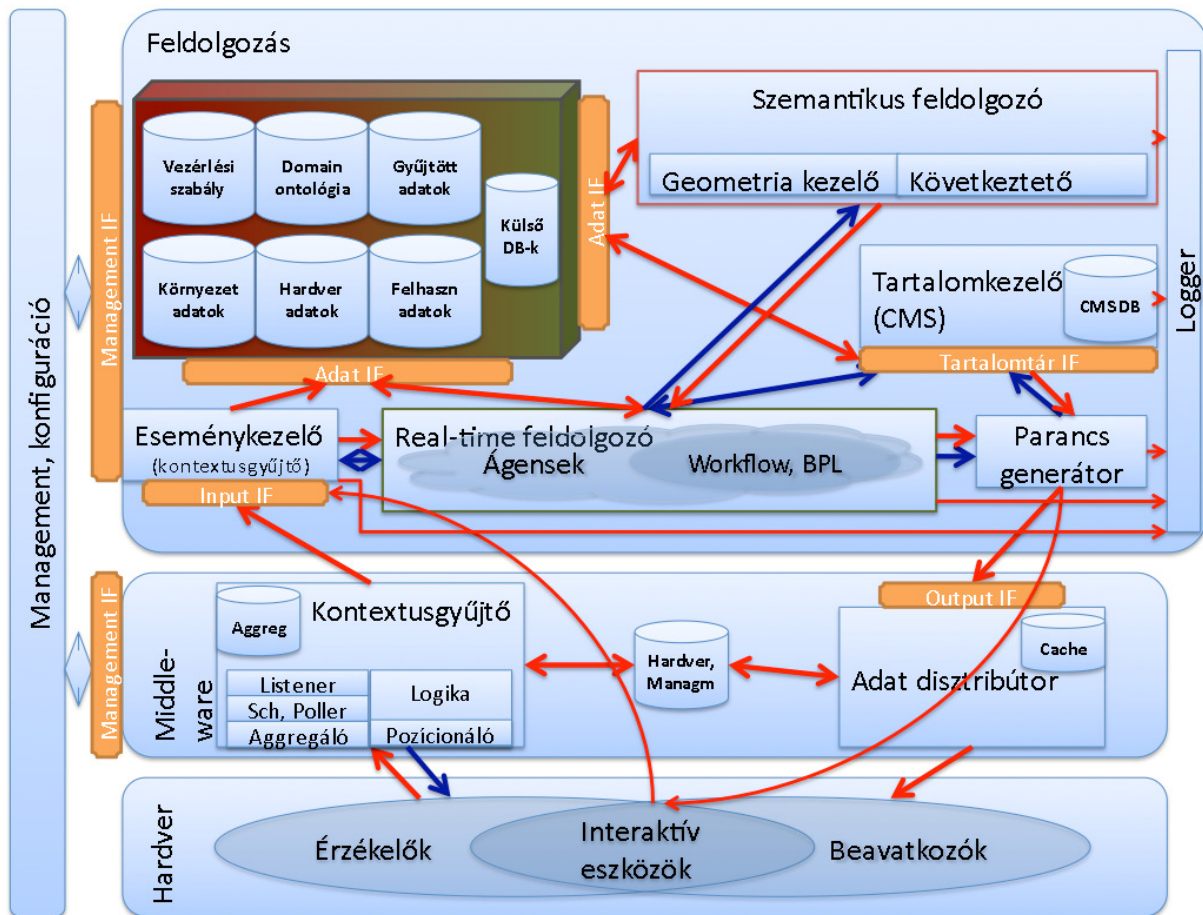 Management, konfiguráció
Feldolgozás
Management IF
Vezérlési
szabály
Domain
ontológia
Gyűjtött
adatok
Külső
DB-k
Környezet
adatok
Hardver
adatok
Felhaszn
adatok
Adat IF
Adat IF
Szemantikus feldolgozó
Geometria kezelő
Következtető
Tartalomkezelő
(CMS)
CMSDB
Tartalomtár IF
Logger
Eseménykezelő
(kontextusgyűjtő)
Input IF
Real-time feldolgozó
Ágensek
Workflow, BPL
Parancs
generátor
Management IF
Middle-
ware
Aggreg
Kontextusgyűjtő
Listener
Sch, Poller
Aggregáló
Logika
Pozícionáló
Hardver,
Managm
Output IF
Cache
Adat disztribútor
Hardver
Érzékelők
Interaktív
eszközök
Beavatkozók